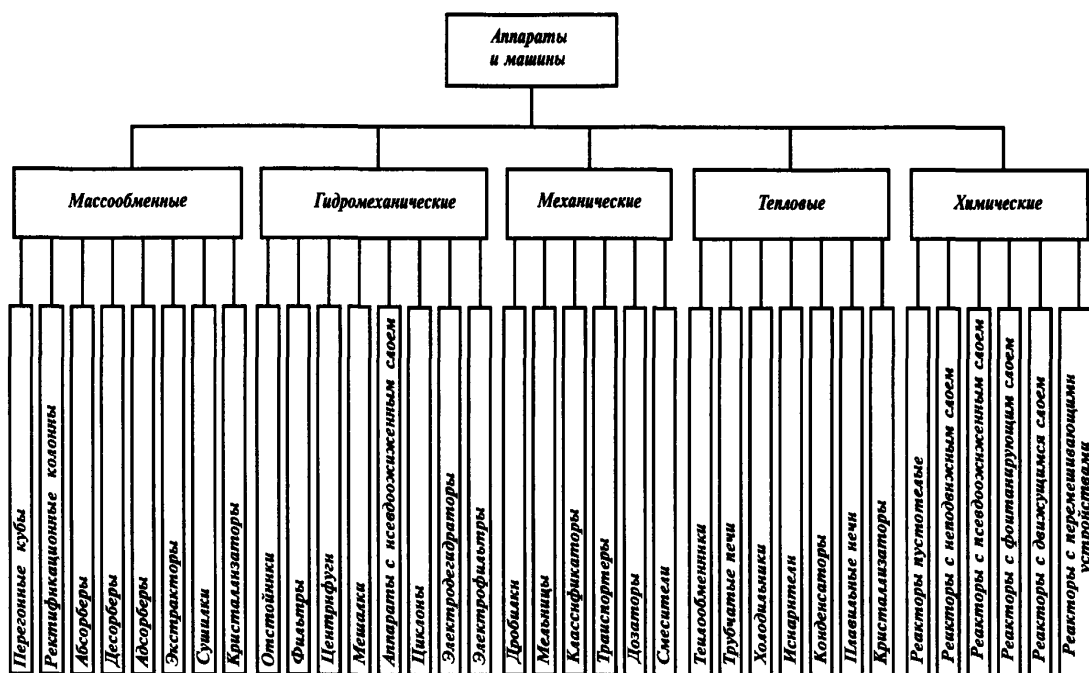 Аппараты
и машины
Массообменные
Гидромеханические
Механические
Тепловые
Химические
Перегонные кубы
Ректификационные колонны
Абсорберы
Десорберы
Адсорберы
Экстракторы
Сушилки
Кристаллизаторы
Отстойники
Фильтры
Центрифуги
Мешалки
Аппараты с псевдоожиженным слоем
Циклоны
Электродегидраторы
Электрофильтры
Дробилки
Мельницы
Классификаторы
Транспортеры
Дозаторы
Смесители
Теплообменники
Трубчатые печи
Холодильники
Испарители
Конденсаторы
Плавильные печи
Кристаллизаторы
Реакторы пустотелые
Реакторы с неподвижным слоем
Реакторы с псевдоожиженным слоем
Реакторы с фонтанирующим слоем
Реакторы с движущимся слоем
Реакторы с перемешивающими
устройствами